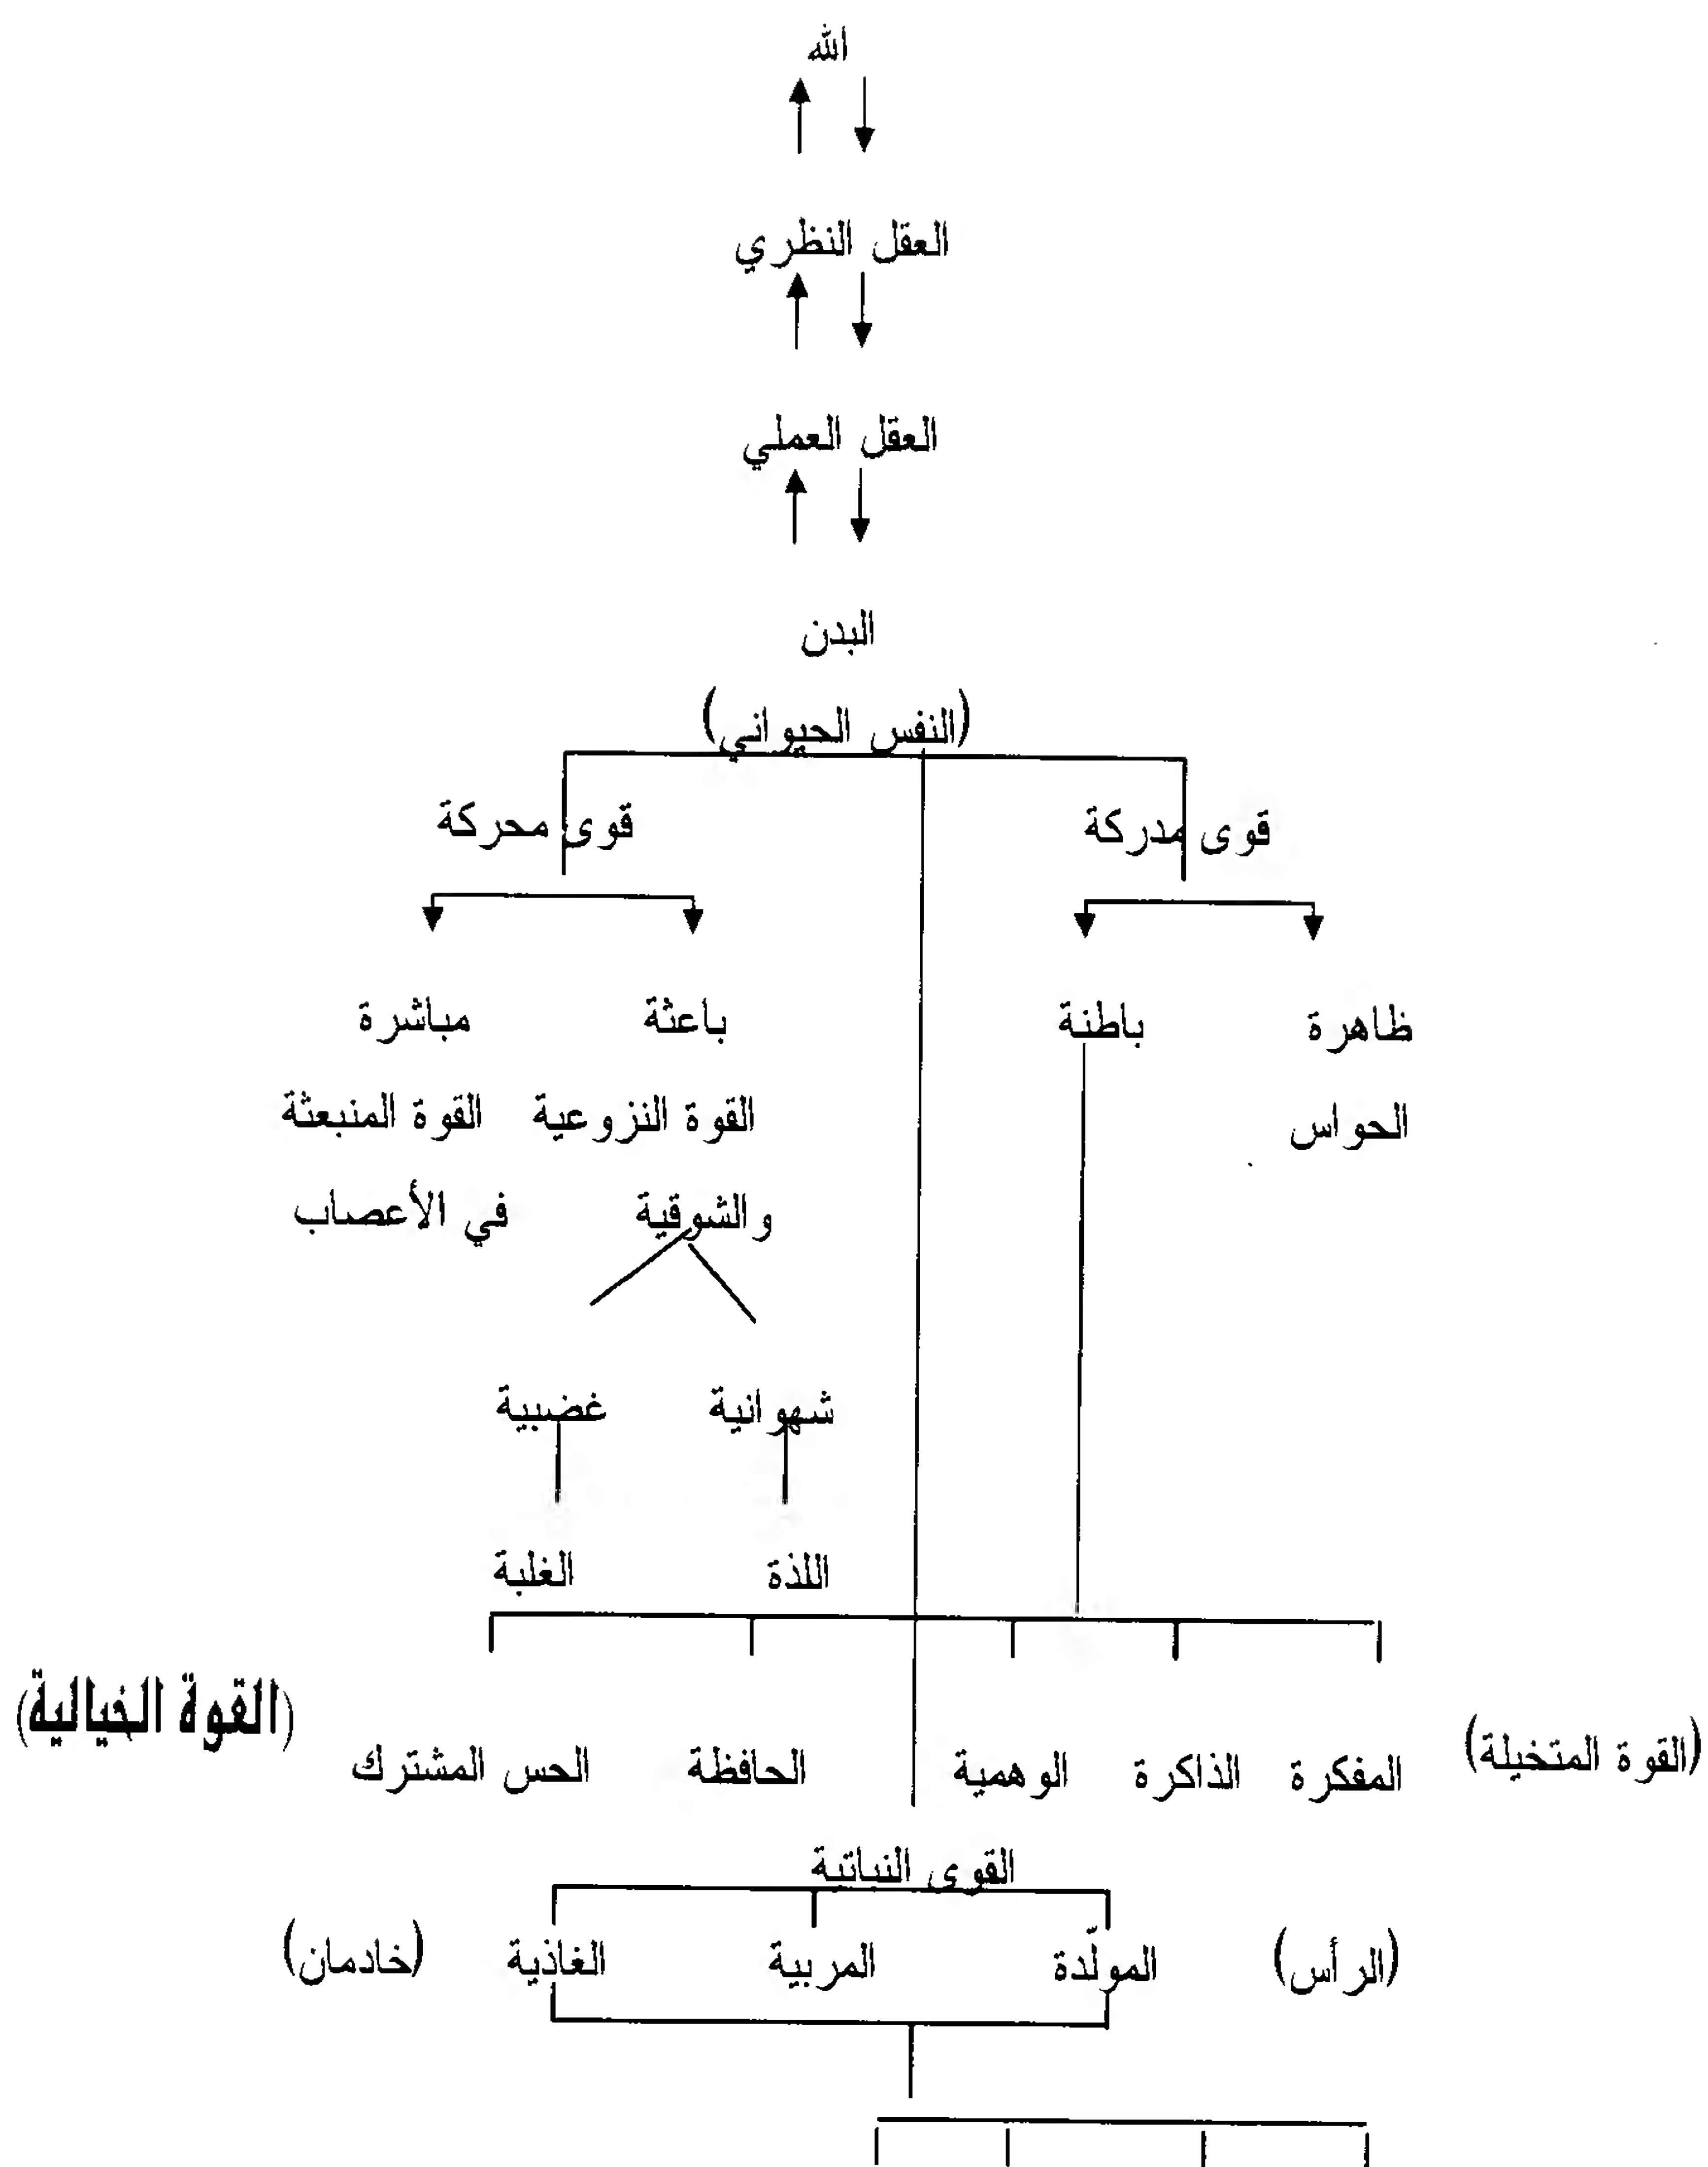 الله
العقل النظري
العقل العملي
البدن
(النفس الحيواني)
قوى مدركة
قوى محركة
ظاهرة
باطنة
باعثة
مباشرة
الحواس
القوة النزوعية
القوة المنبعثة
والشوقية
في الأعصاب
شهوانية
غضبية
اللذة
الغلبة
(القوة المتخيلة)
المفكرة
الذاكرة
الوهمية
الحافظة
الحس المشترك
(القوة الخيالية)
القوى النباتية
(الرأس)
المولّدة
المربية
الغاذية
(خادمان)